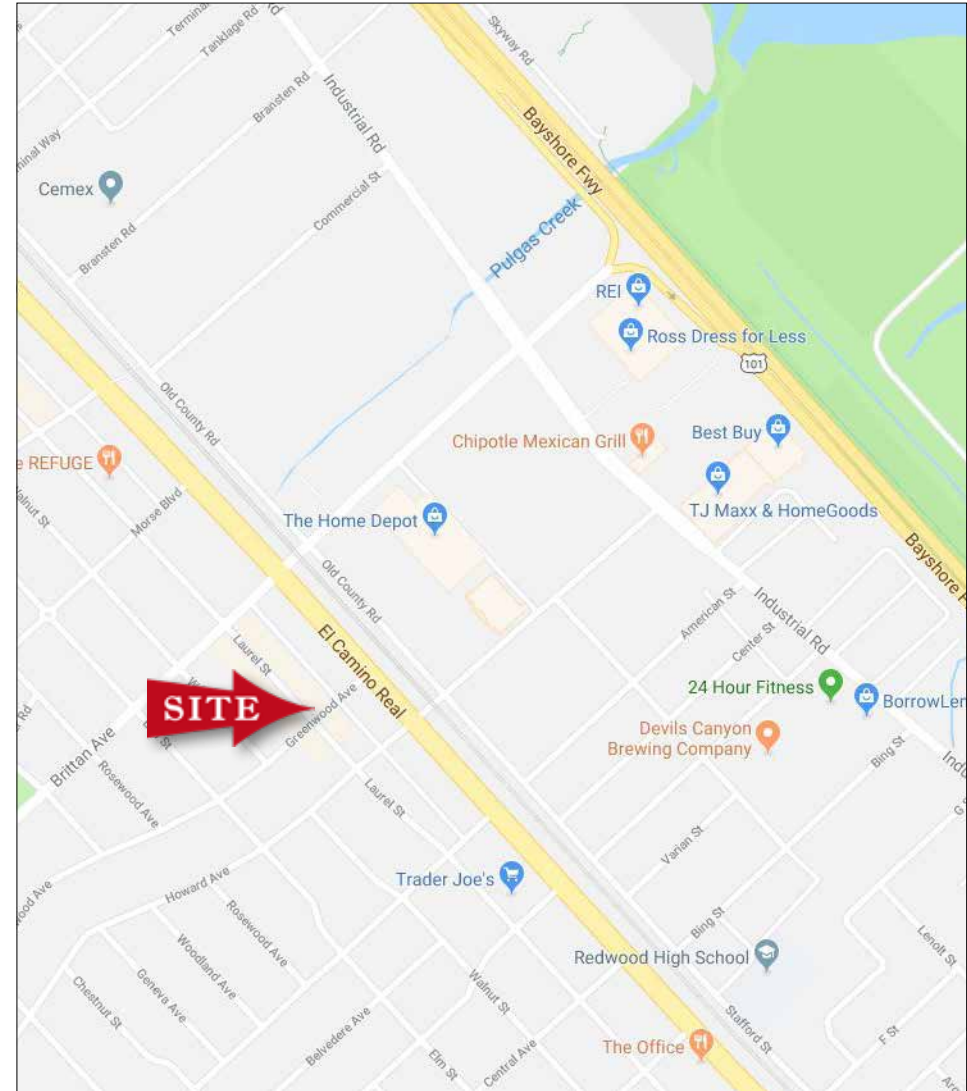 Terminal
Rd
Skyway Rd
Tanklage Rd
Bransten Rd
Industrial Rd
Bayshore Fwy
minal Way
Cemex
Commercial St
Pulgas Creek
Bransten Rd
REI
Ross Dress for Less
101
Old County Rd
Chipotle Mexican Grill
Best Buy
e REFUGE
TJ Maxx & HomeGoods
Walnut St
Morse Blvd
The Home Depot
Bayshore F
Old County Rd
American St
Industrial Rd
Center St
El Camino Real
Laurel St
24 Hour Fitness
BorrowLen
SITE
Greenwood Ave
Devils Canyon
Brewing Company
Brittan Ave
Bing St
Indu
Rosewood Ave
Laurel St
Varian St
Trader Joe's
Howard Ave
wood Ave
Rosewood Ave
Bing St
Lenolt St
Woodland Ave
Redwood High School
Geneva Ave
Walnut St
Chestnut St
Stafford St
F St
Belvedere Ave
The Office
Elm St
Central Ave